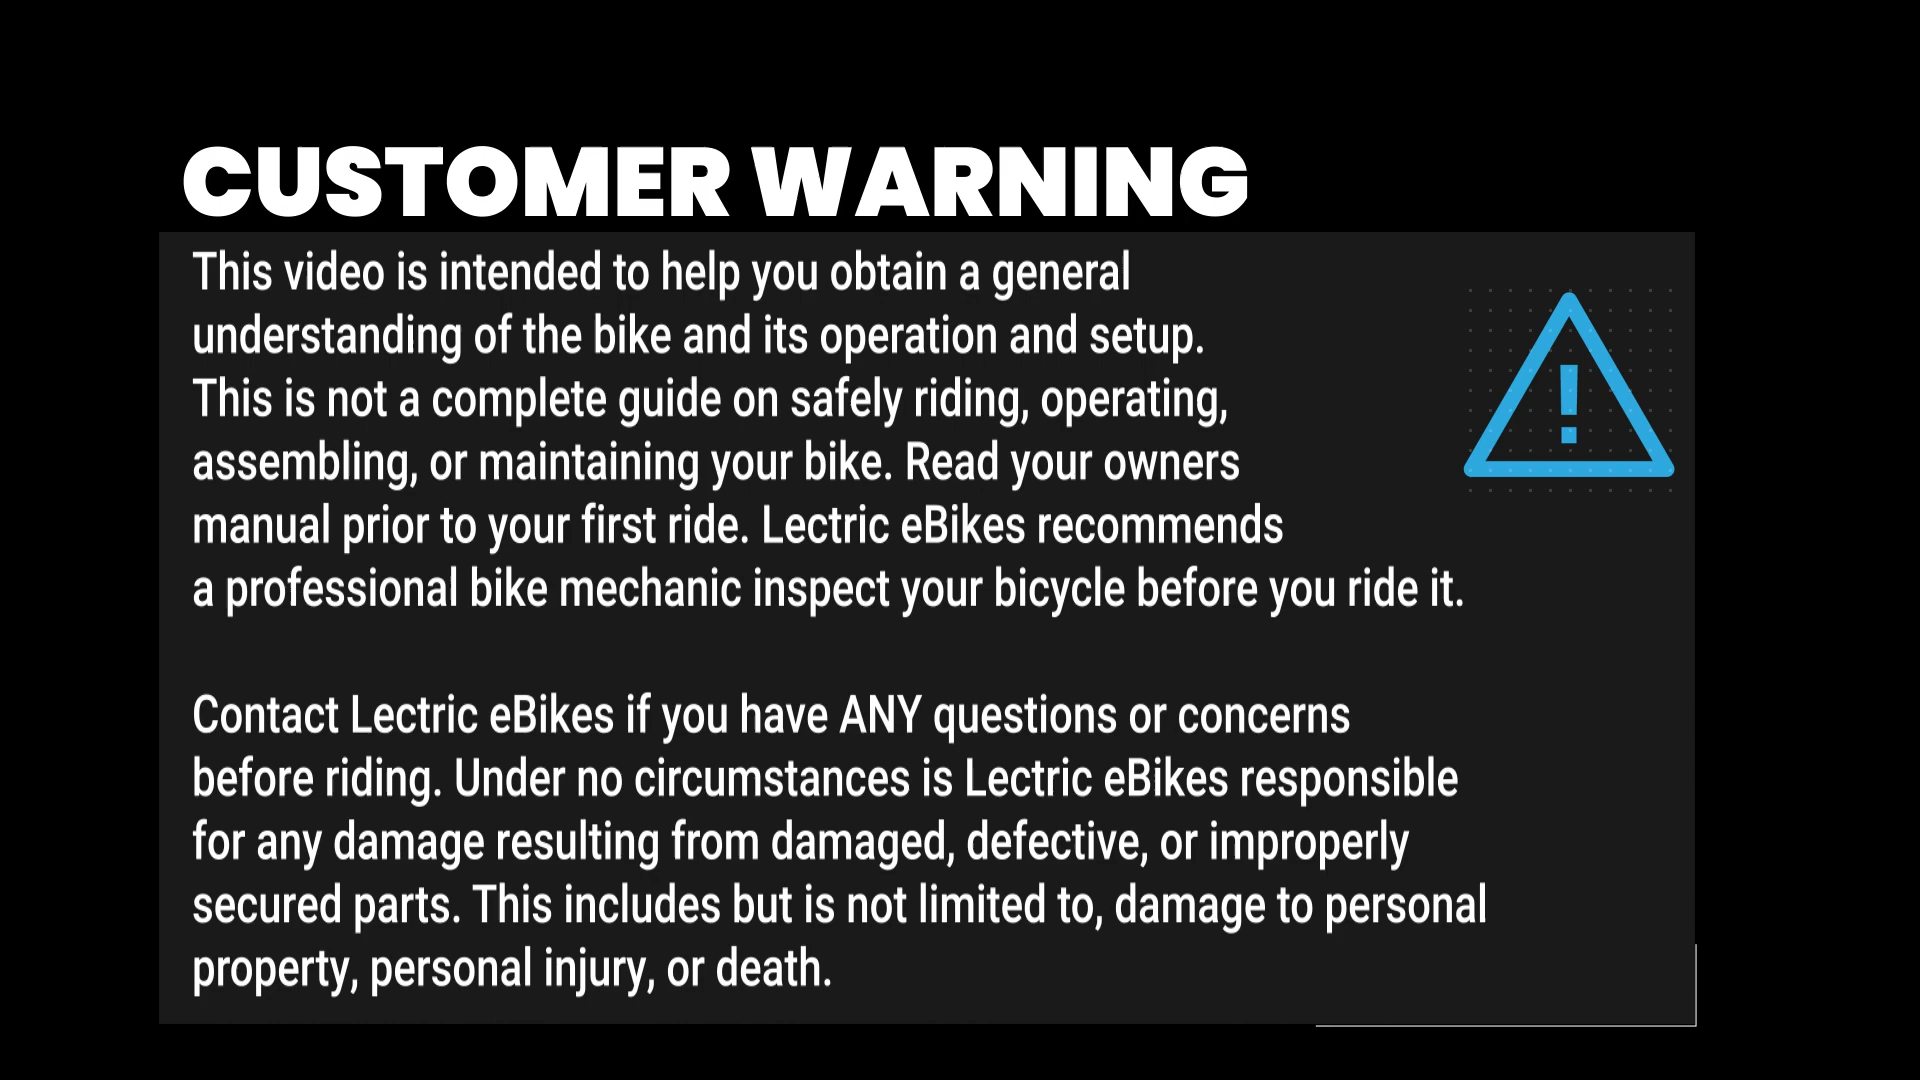 CUSTOMER WARNING
This video is intended to help you obtain a general
understanding of the bike and its operation and setup.
This is not a complete guide on safely riding, operating,
assembling, or maintaining your bike. Read your owners
manual prior to your first ride. Lectric eBikes recommends
a professional bike mechanic inspect your bicycle before you ride it.
Contact Lectric eBikes if you have ANY questions or concerns
before riding. Under no circumstances is Lectric eBikes responsible
for any damage resulting from damaged, defective, or improperly
secured parts. This includes but is not limited to, damage to personal
property, personal injury, or death.